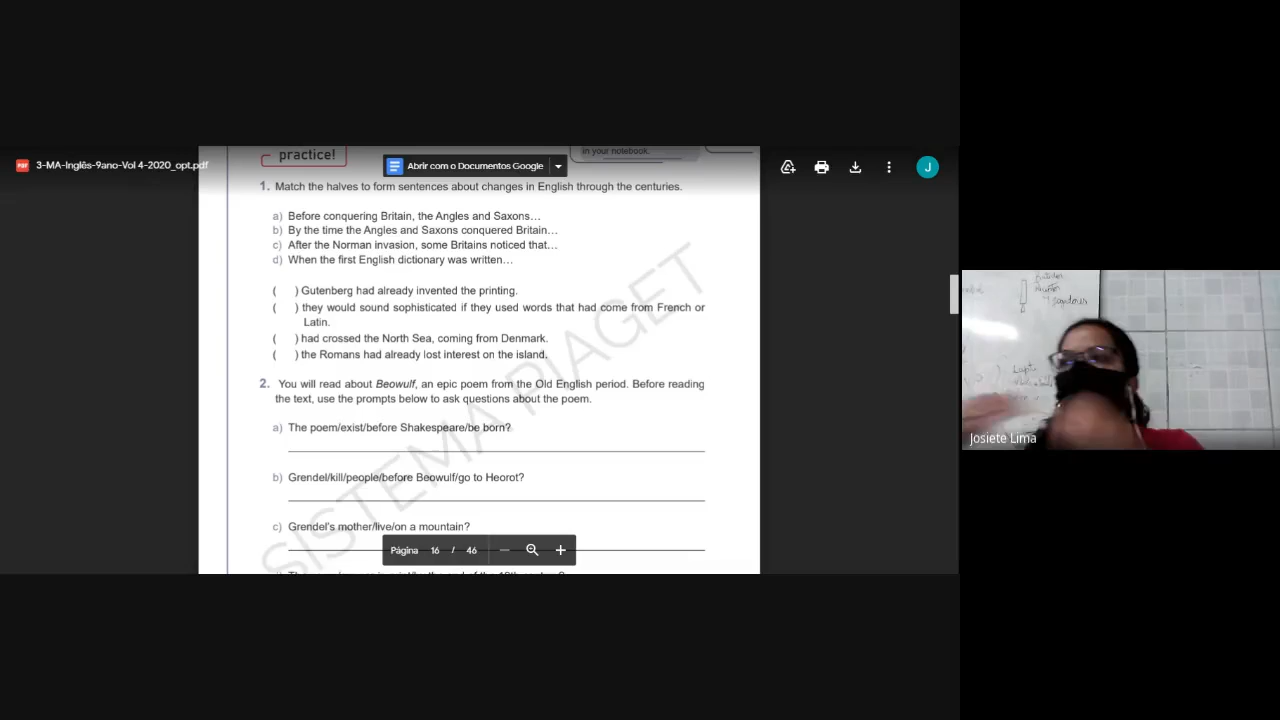 3-MA-Inglês-9ano-Vol 4-2020_opt.pdf
Abrir com o Documentos Google
J
practice!
in your notebook.
1. Match the halves to form sentences about changes in English through the centuries.
a) Before conquering Britain, the Angles and Saxons…
b) By the time the Angles and Saxons conquered Britain…
c) After the Norman invasion, some Britains noticed that…
d) When the first English dictionary was written…
( ) Gutenberg had already invented the printing.
( ) they would sound sophisticated if they used words that had come from French or
Latin.
( ) had crossed the North Sea, coming from Denmark.
( ) the Romans had already lost interest on the island.
2. You will read about Beowulf, an epic poem from the Old English period. Before reading
the text, use the prompts below to ask questions about the poem.
a) The poem/exist/before Shakespeare/be born?
b) Grendel/kill/people/before Beowulf/go to Heorot?
c) Grendel's mother/live/on a mountain?
Página 16 / 46
SISTEMA PIAGET
Josiete Lima